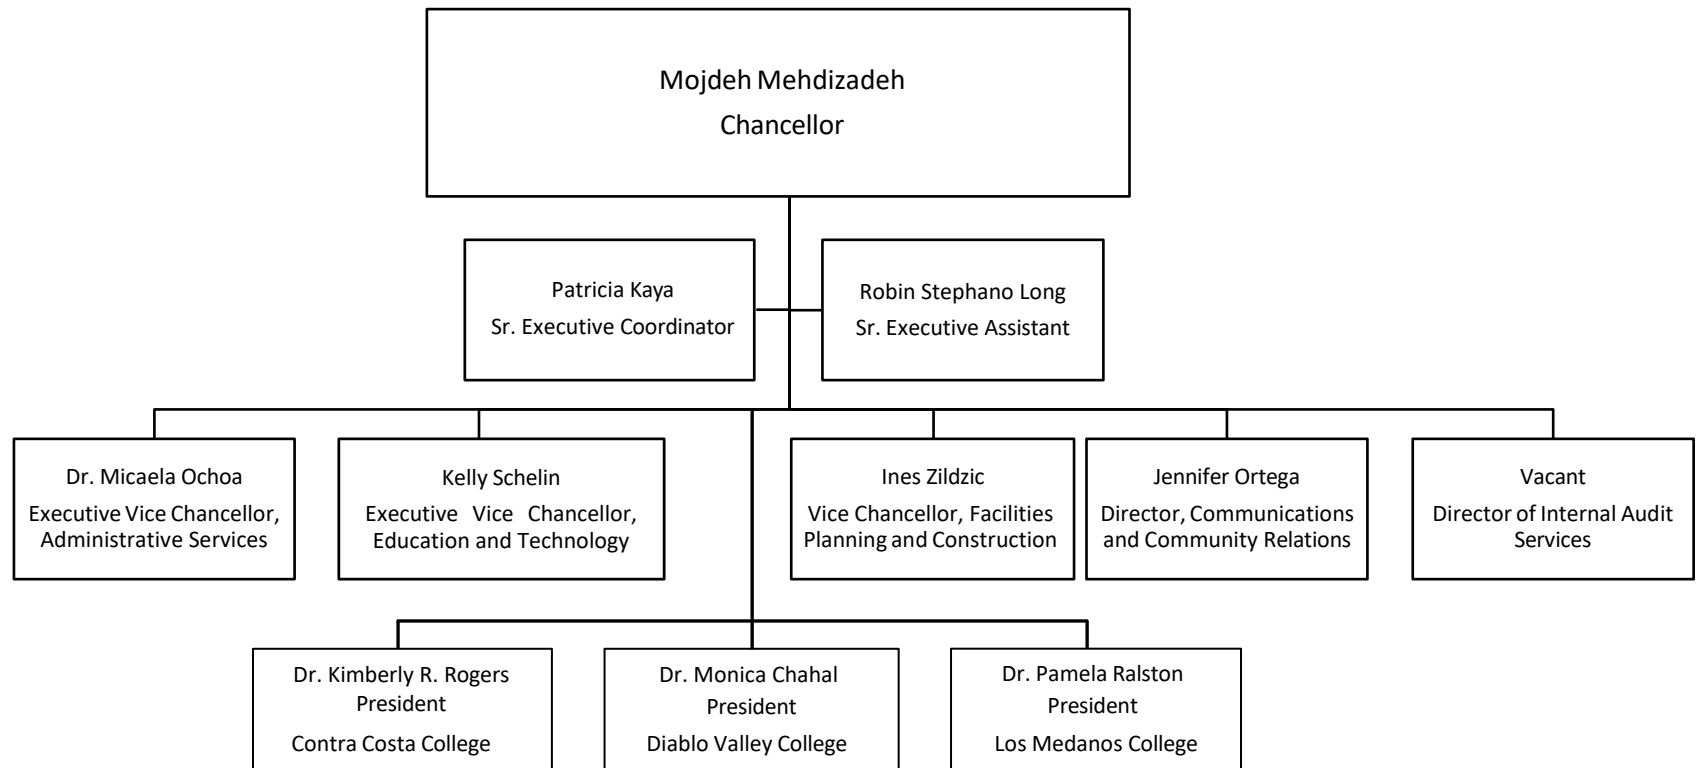 Mojdeh Mehdizadeh
Chancellor
Patricia Kaya
Sr. Executive Coordinator
Robin Stephano Long
Sr. Executive Assistant
Dr. Micaela Ochoa
Executive Vice Chancellor,
Administrative Services
Kelly Schelin
Executive Vice Chancellor,
Education and Technology
Ines Zildzic
Vice Chancellor, Facilities
Planning and Construction
Jennifer Ortega
Director, Communications
and Community Relations
Vacant
Director of Internal Audit
Services
Dr. Kimberly R. Rogers
President
Contra Costa College
Dr. Monica Chahal
President
Diablo Valley College
Dr. Pamela Ralston
President
Los Medanos College